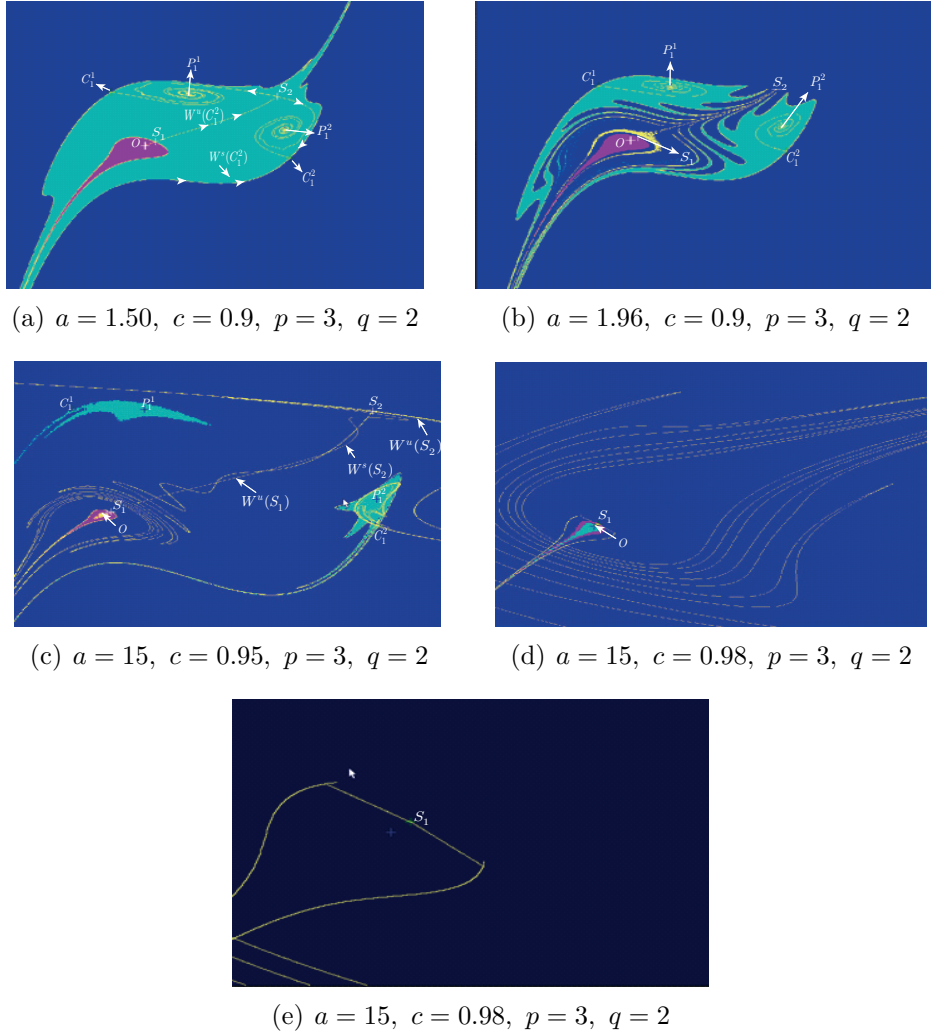 $P_1^1$
$C_1^1$
$S_2$
$W^u(C_1^2)$
$P_1^2$
$O$ $S_1$
$W^s(C_1^2)$
$C_1^2$
(a) $a = 1.50,\ c = 0.9,\ p = 3,\ q = 2$
$P_1^1$
$C_1^1$
$S_2$
$P_1^2$
$O$
$S_1$
$C_1^2$
(b) $a = 1.96,\ c = 0.9,\ p = 3,\ q = 2$
$C_1^1$ $P_1^1$
$S_2$
$W^u(S_2)$
$W^s(S_2)$
$W^u(S_1)$
$P_1^2$
$S_1$
$O$
$C_1^2$
(c) $a = 15,\ c = 0.95,\ p = 3,\ q = 2$
$S_1$
$O$
(d) $a = 15,\ c = 0.98,\ p = 3,\ q = 2$
$S_1$
(e) $a = 15,\ c = 0.98,\ p = 3,\ q = 2$